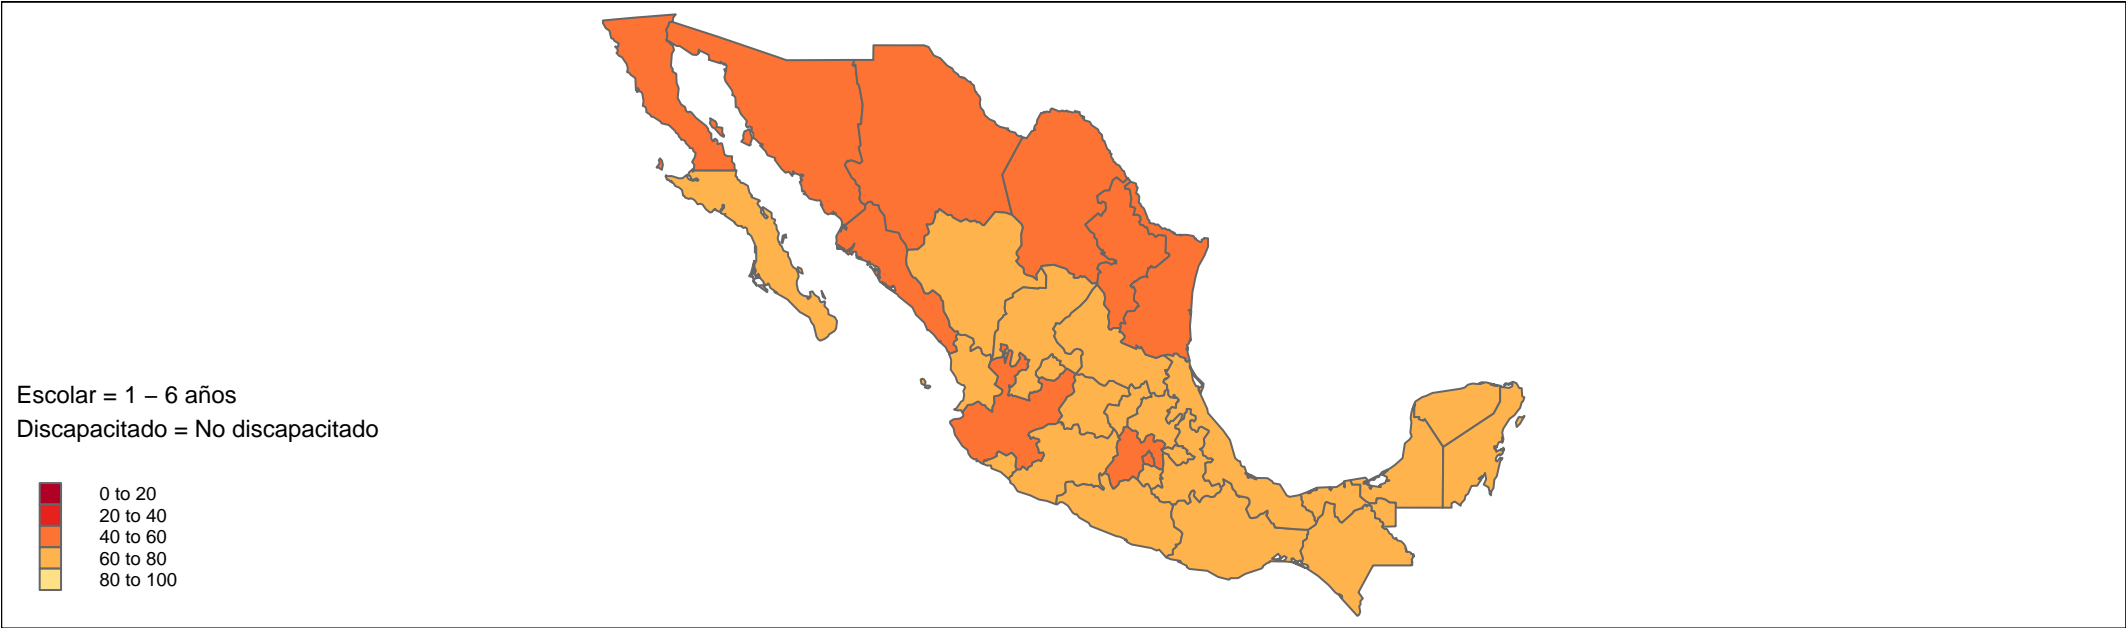 Escolar = 1 – 6 años
Discapacitado = No discapacitado
0 to 20
20 to 40
40 to 60
60 to 80
80 to 100